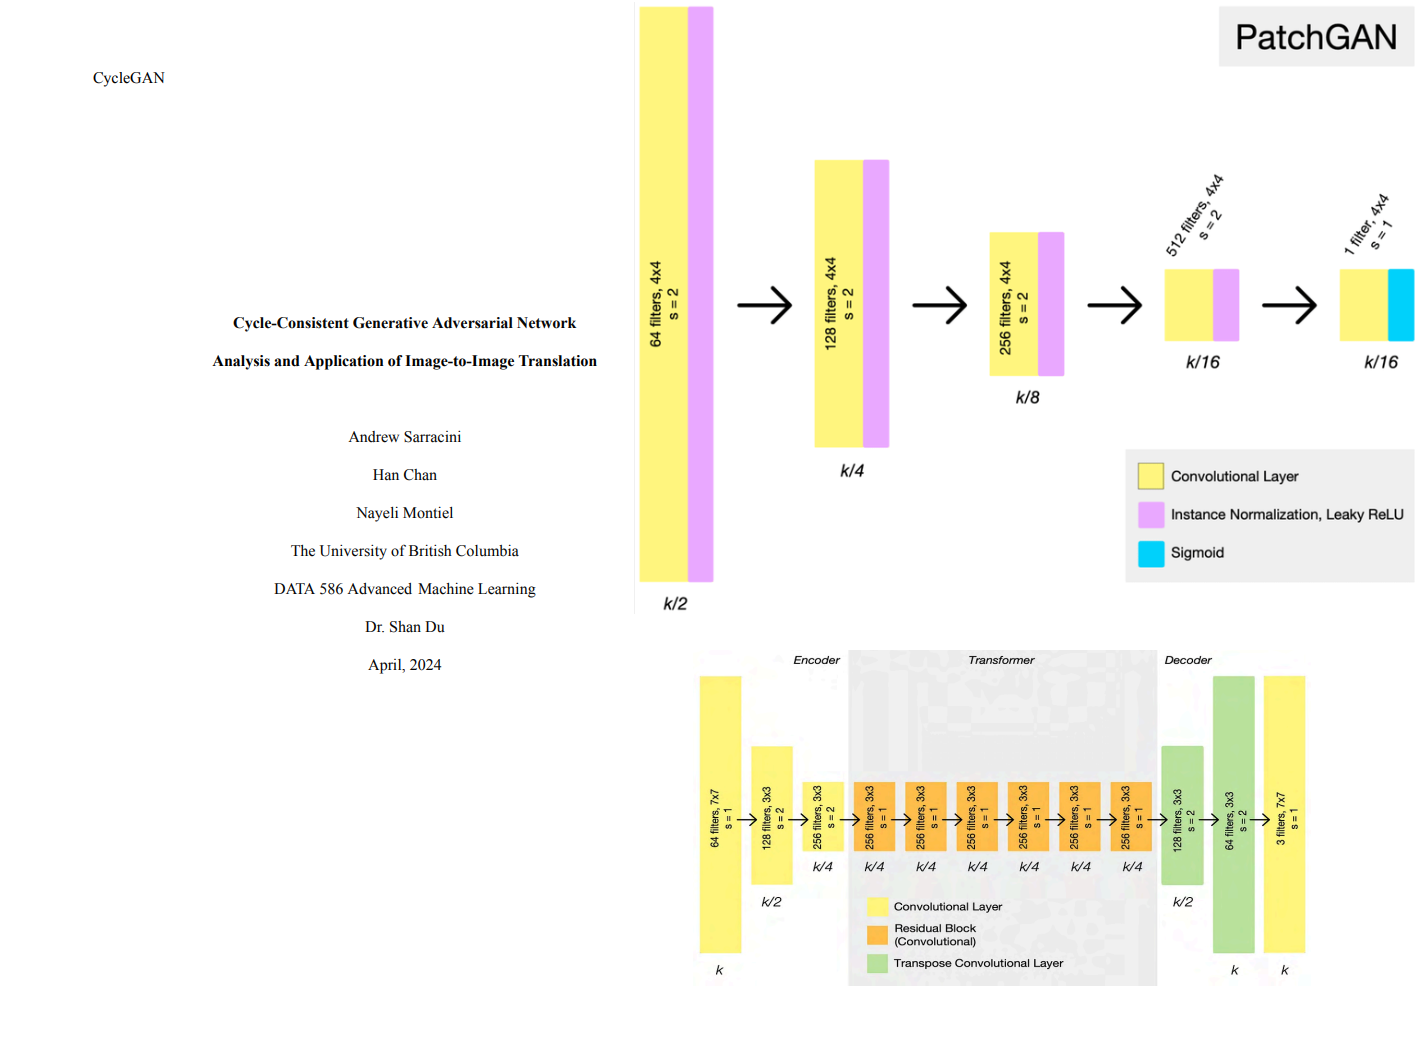 CycleGAN
Cycle-Consistent Generative Adversarial Network
Analysis and Application of Image-to-Image Translation
Andrew Sarracini
Han Chan
Nayeli Montiel
The University of British Columbia
DATA 586 Advanced Machine Learning
Dr. Shan Du
April, 2024
PatchGAN
64 filters, 4x4
s = 2
k/2
128 filters, 4x4
s = 2
k/4
256 filters, 4x4
s = 2
k/8
512 filters, 4x4
s = 2
k/16
1 filter, 4x4
s = 1
k/16
Convolutional Layer
Instance Normalization, Leaky ReLU
Sigmoid
Encoder
Transformer
Decoder
64 filters, 7x7
s = 1
k
128 filters, 3x3
s = 2
k/2
256 filters, 3x3
s = 2
k/4
256 filters, 3x3
s = 1
k/4
256 filters, 3x3
s = 1
k/4
256 filters, 3x3
s = 1
k/4
256 filters, 3x3
s = 1
k/4
256 filters, 3x3
s = 1
k/4
256 filters, 3x3
s = 1
k/4
128 filters, 3x3
s = 2
k/2
64 filters, 3x3
s = 2
k
3 filters, 7x7
s = 1
k
Convolutional Layer
Residual Block
(Convolutional)
Transpose Convolutional Layer